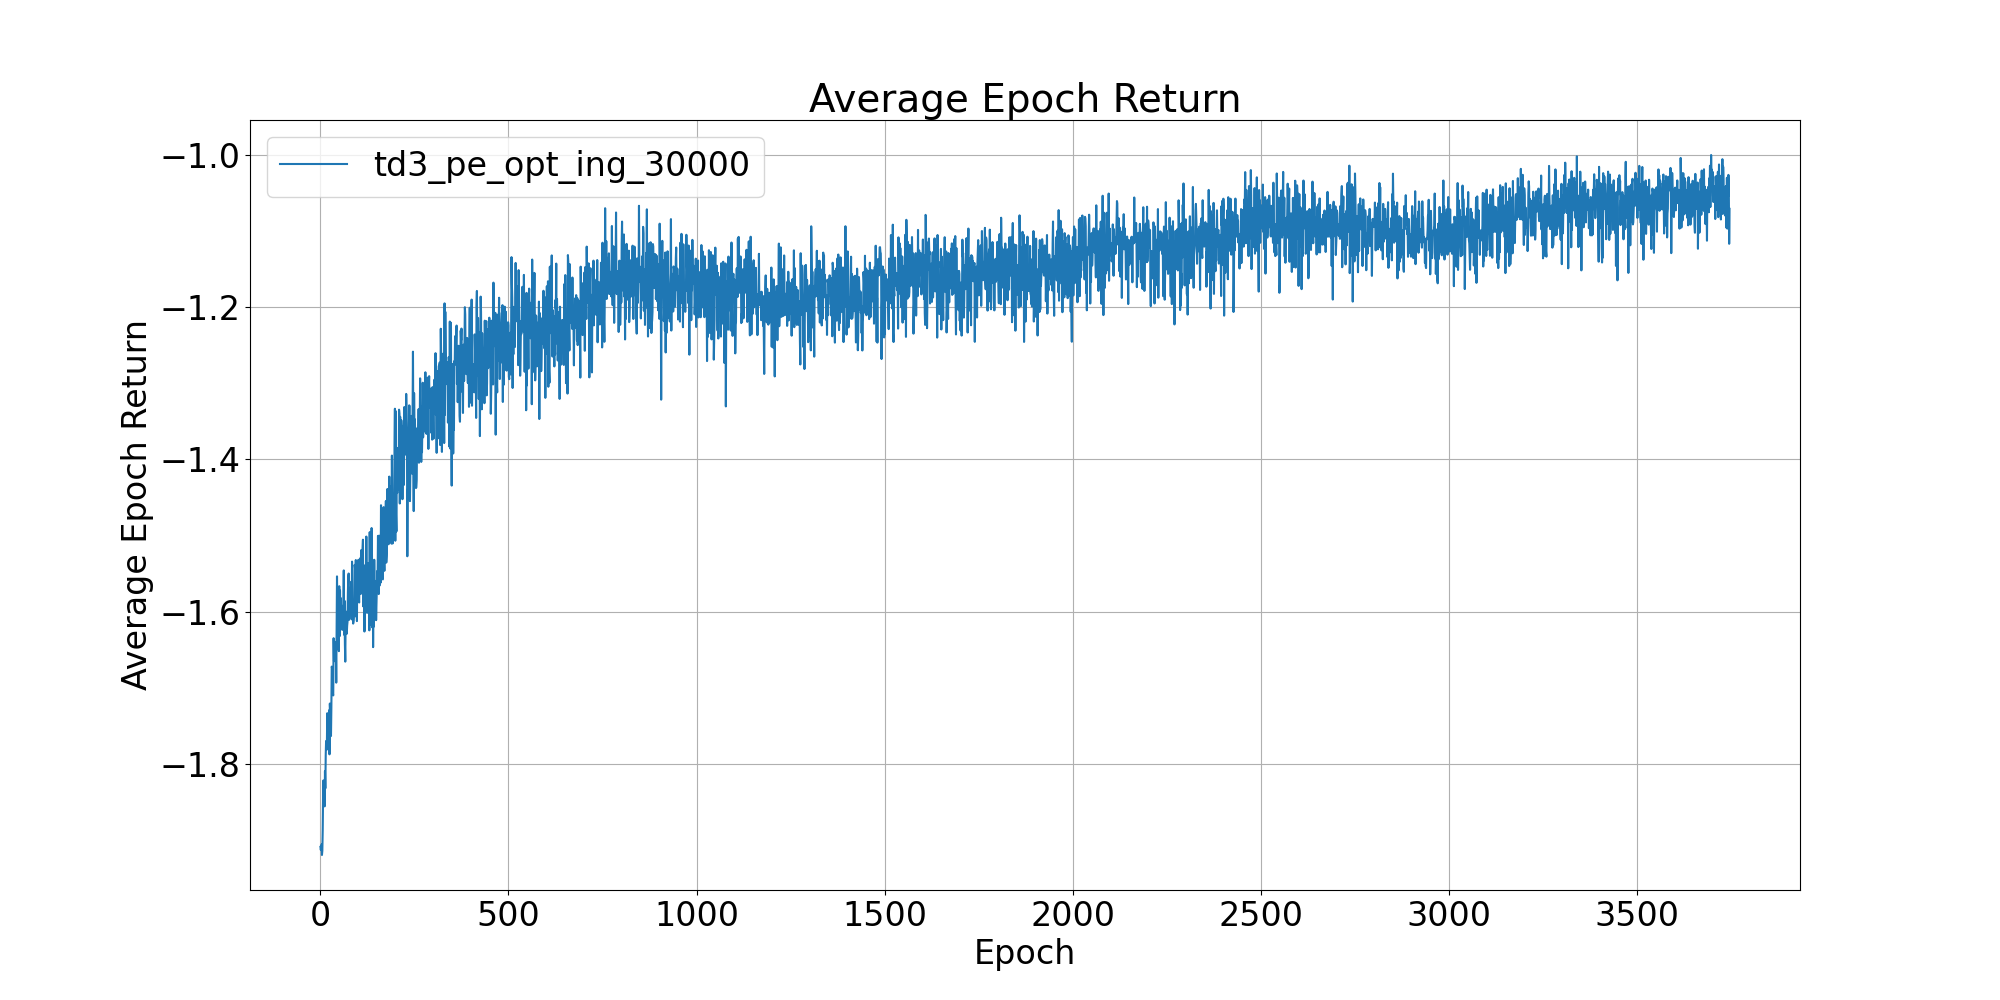 Average Epoch Return
td3_pe_opt_ing_30000
Average Epoch Return
−1.0
−1.2
−1.4
−1.6
−1.8
0 500 1000 1500 2000 2500 3000 3500
Epoch